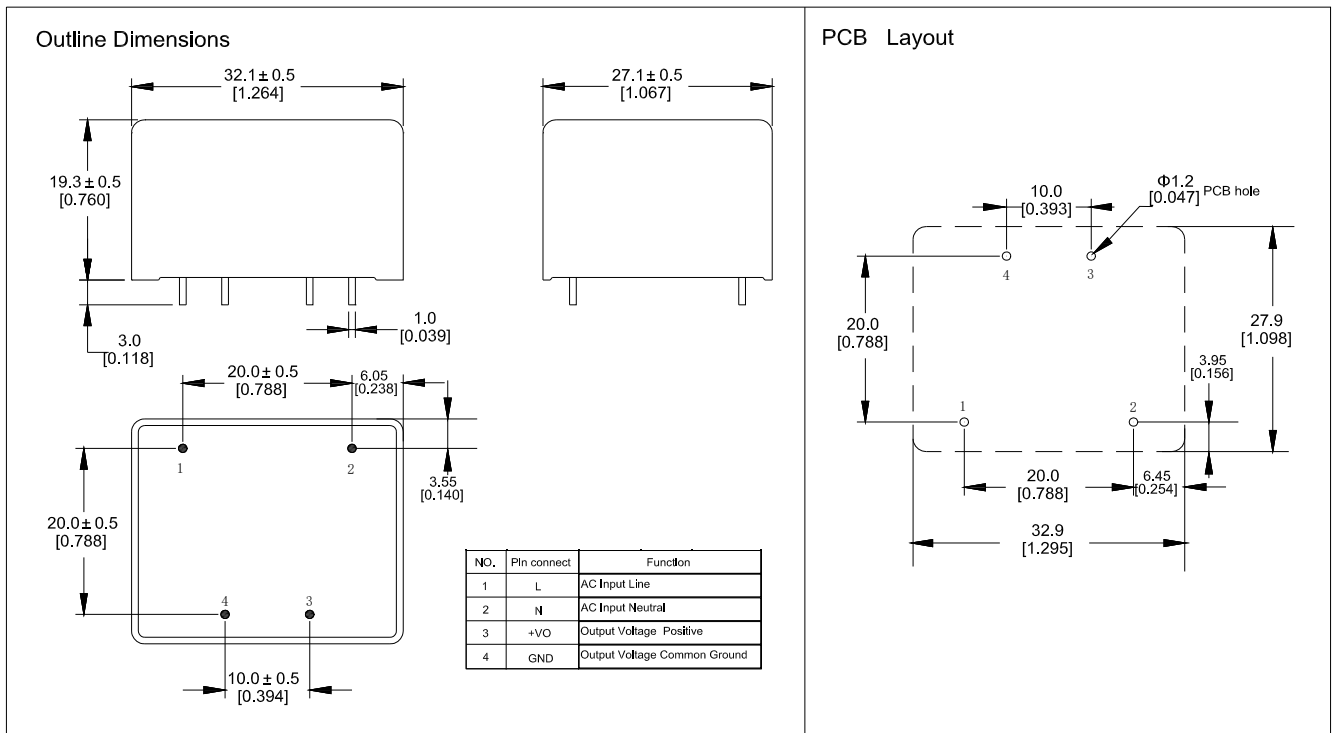 Outline Dimensions
32.1 ± 0.5
[1.264]
27.1 ± 0.5
[1.067]
19.3 ± 0.5
[0.760]
3.0
[0.118]
1.0
[0.039]
20.0 ± 0.5
[0.788]
6.05
[0.238]
1
2
3.55
[0.140]
20.0 ± 0.5
[0.788]
4
3
10.0 ± 0.5
[0.394]
NO. Pin connect Function
1 L AC Input Line
2 N AC Input Neutral
3 +VO Output Voltage Positive
4 GND Output Voltage Common Ground
PCB Layout
10.0
[0.393]
Φ1.2
[0.047] PCB hole
4
3
20.0
[0.788]
27.9
[1.098]
3.95
[0.156]
1
2
20.0
[0.788]
6.45
[0.254]
32.9
[1.295]